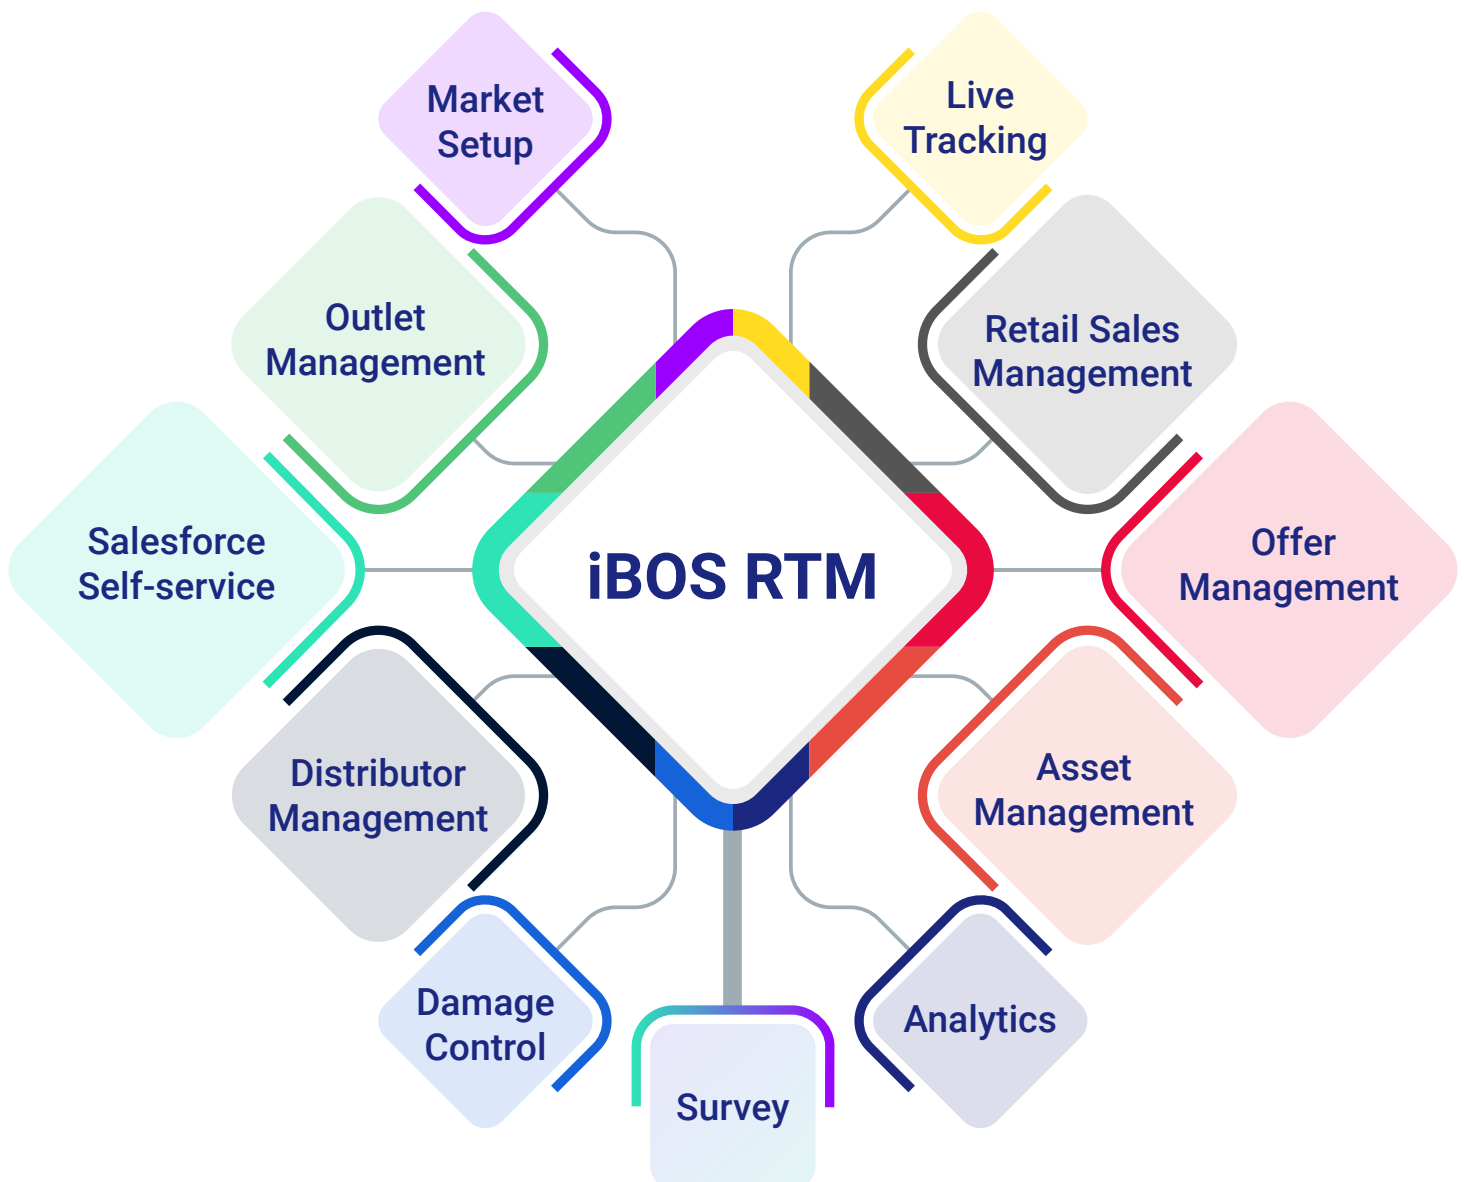 Market
Setup
Live
Tracking
Outlet
Management
Retail Sales
Management
Salesforce
Self-service
iBOS RTM
Offer
Management
Distributor
Management
Asset
Management
Damage
Control
Analytics
Survey